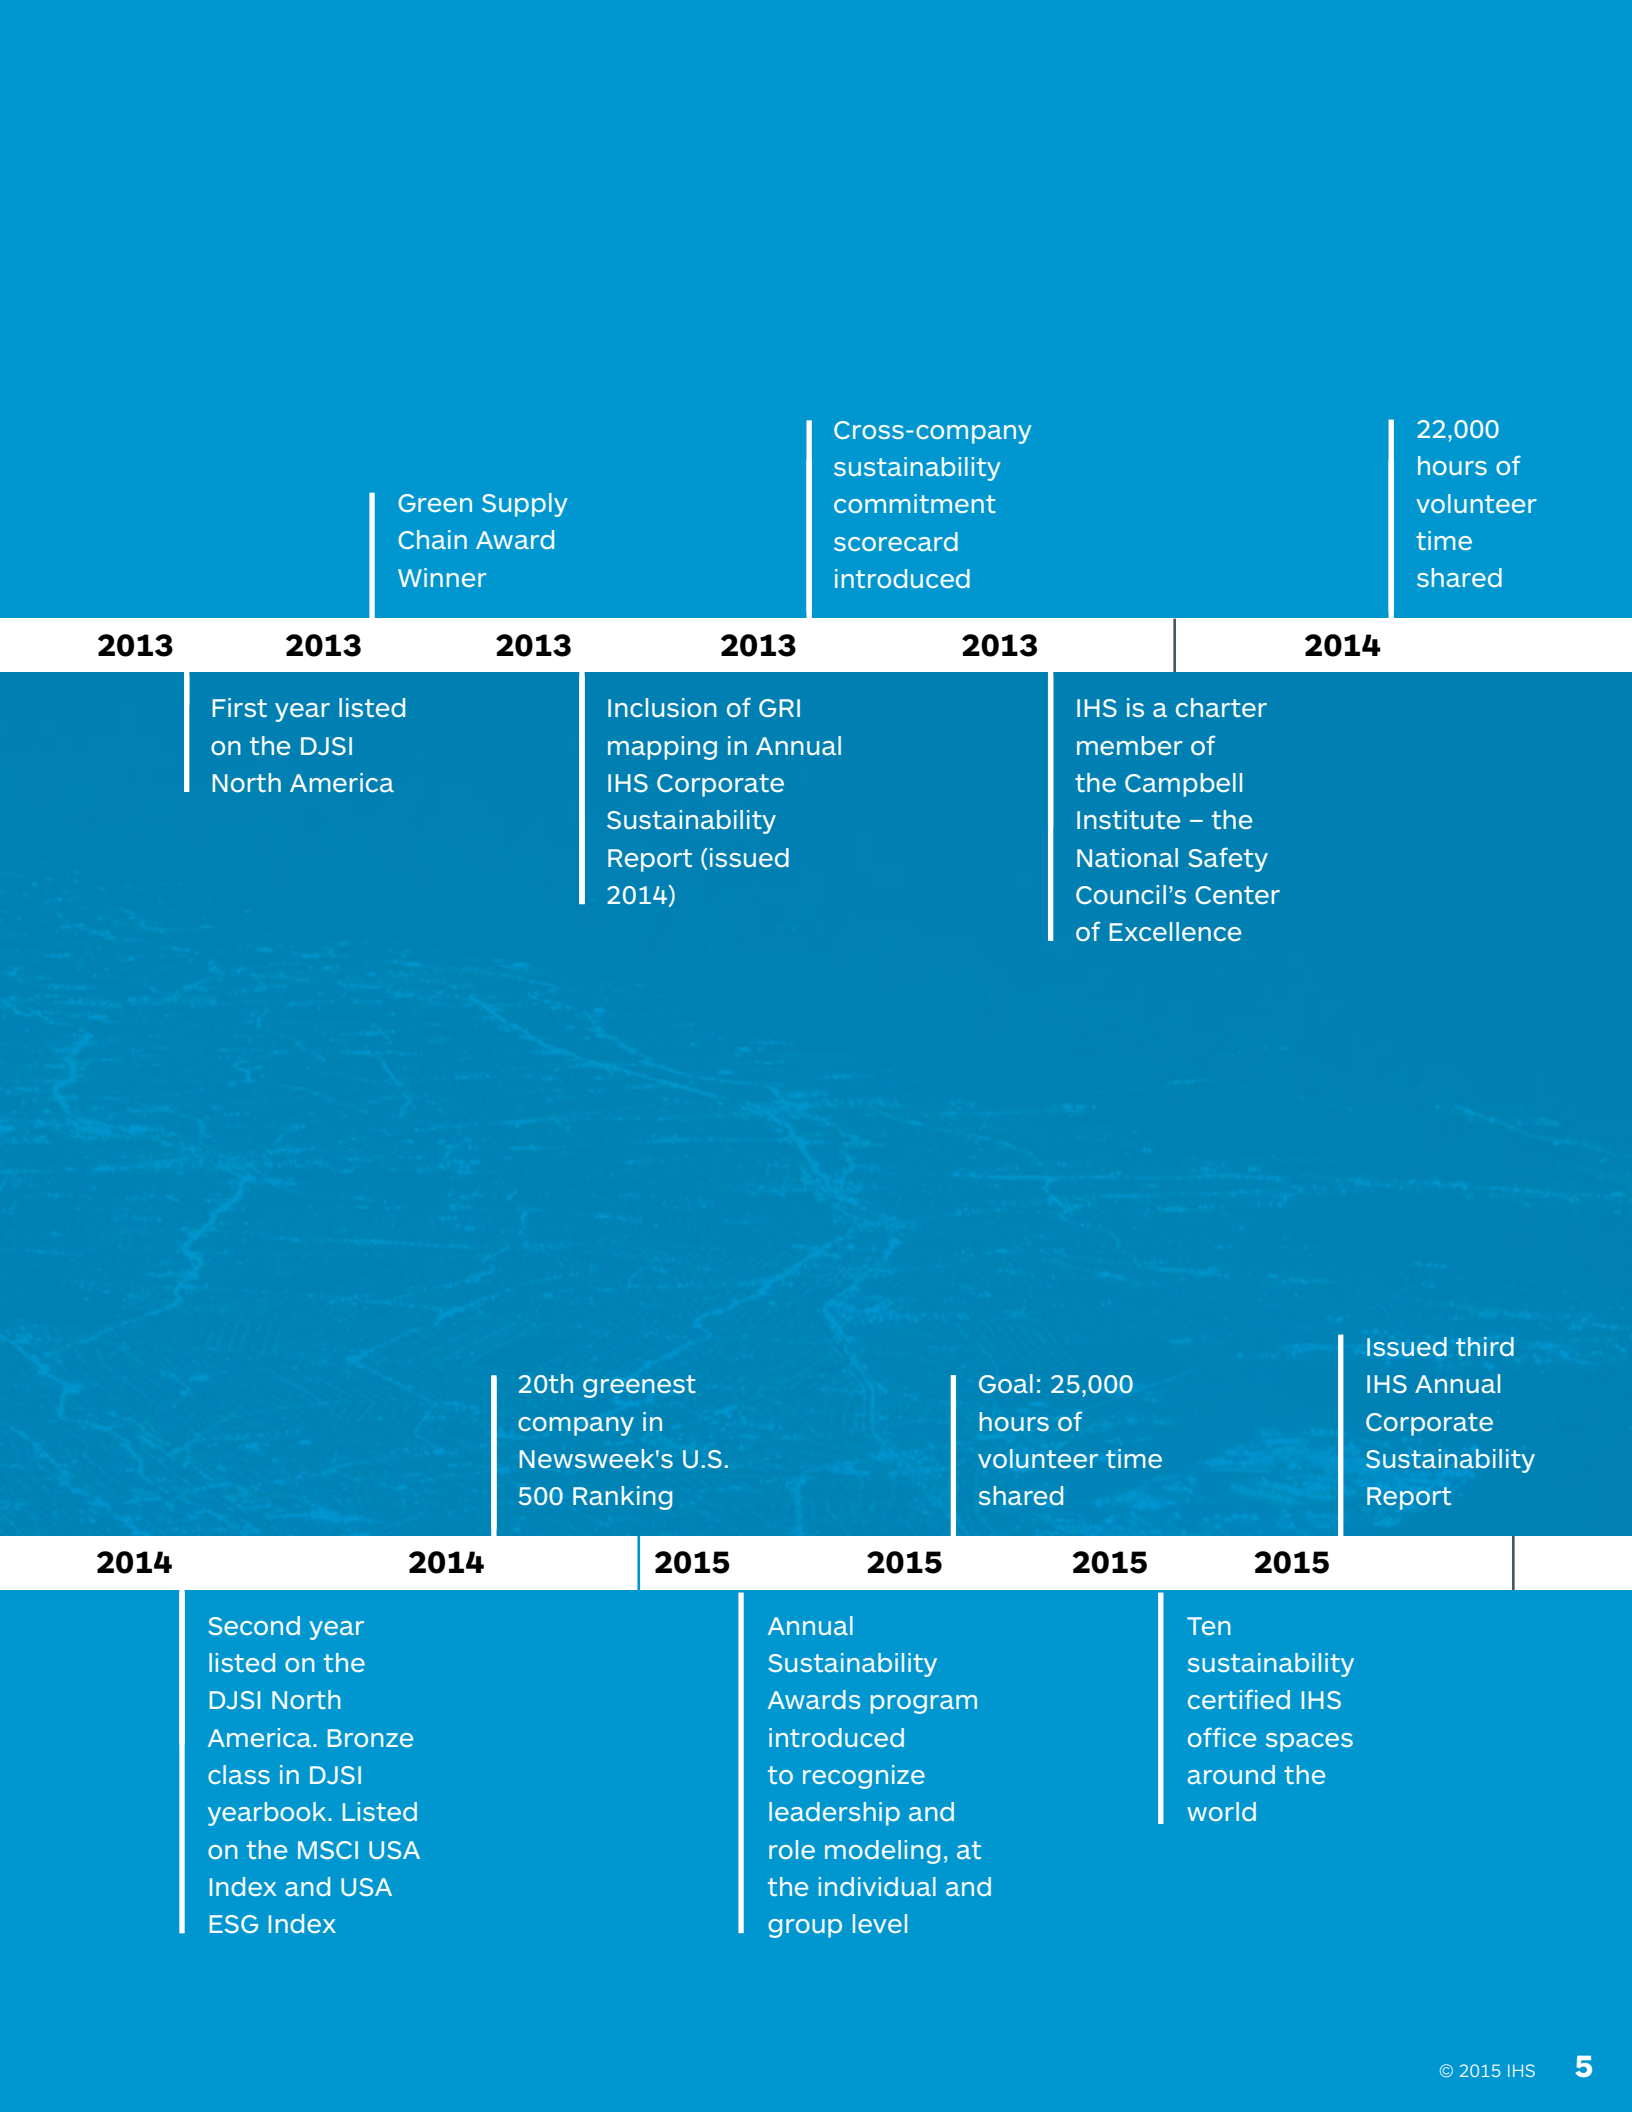 Cross-company
sustainability
commitment
scorecard
introduced
22,000
hours of
volunteer
time
shared
Green Supply
Chain Award
Winner
2013 2013 2013 2013 2013 2014
First year listed
on the DJSI
North America
Inclusion of GRI
mapping in Annual
IHS Corporate
Sustainability
Report (issued
2014)
IHS is a charter
member of
the Campbell
Institute – the
National Safety
Council’s Center
of Excellence
20th greenest
company in
Newsweek's U.S.
500 Ranking
Goal: 25,000
hours of
volunteer time
shared
Issued third
IHS Annual
Corporate
Sustainability
Report
2014 2014 2015 2015 2015 2015
Second year
listed on the
DJSI North
America. Bronze
class in DJSI
yearbook. Listed
on the MSCI USA
Index and USA
ESG Index
Annual
Sustainability
Awards program
introduced
to recognize
leadership and
role modeling, at
the individual and
group level
Ten
sustainability
certified IHS
office spaces
around the
world
© 2015 IHS 5